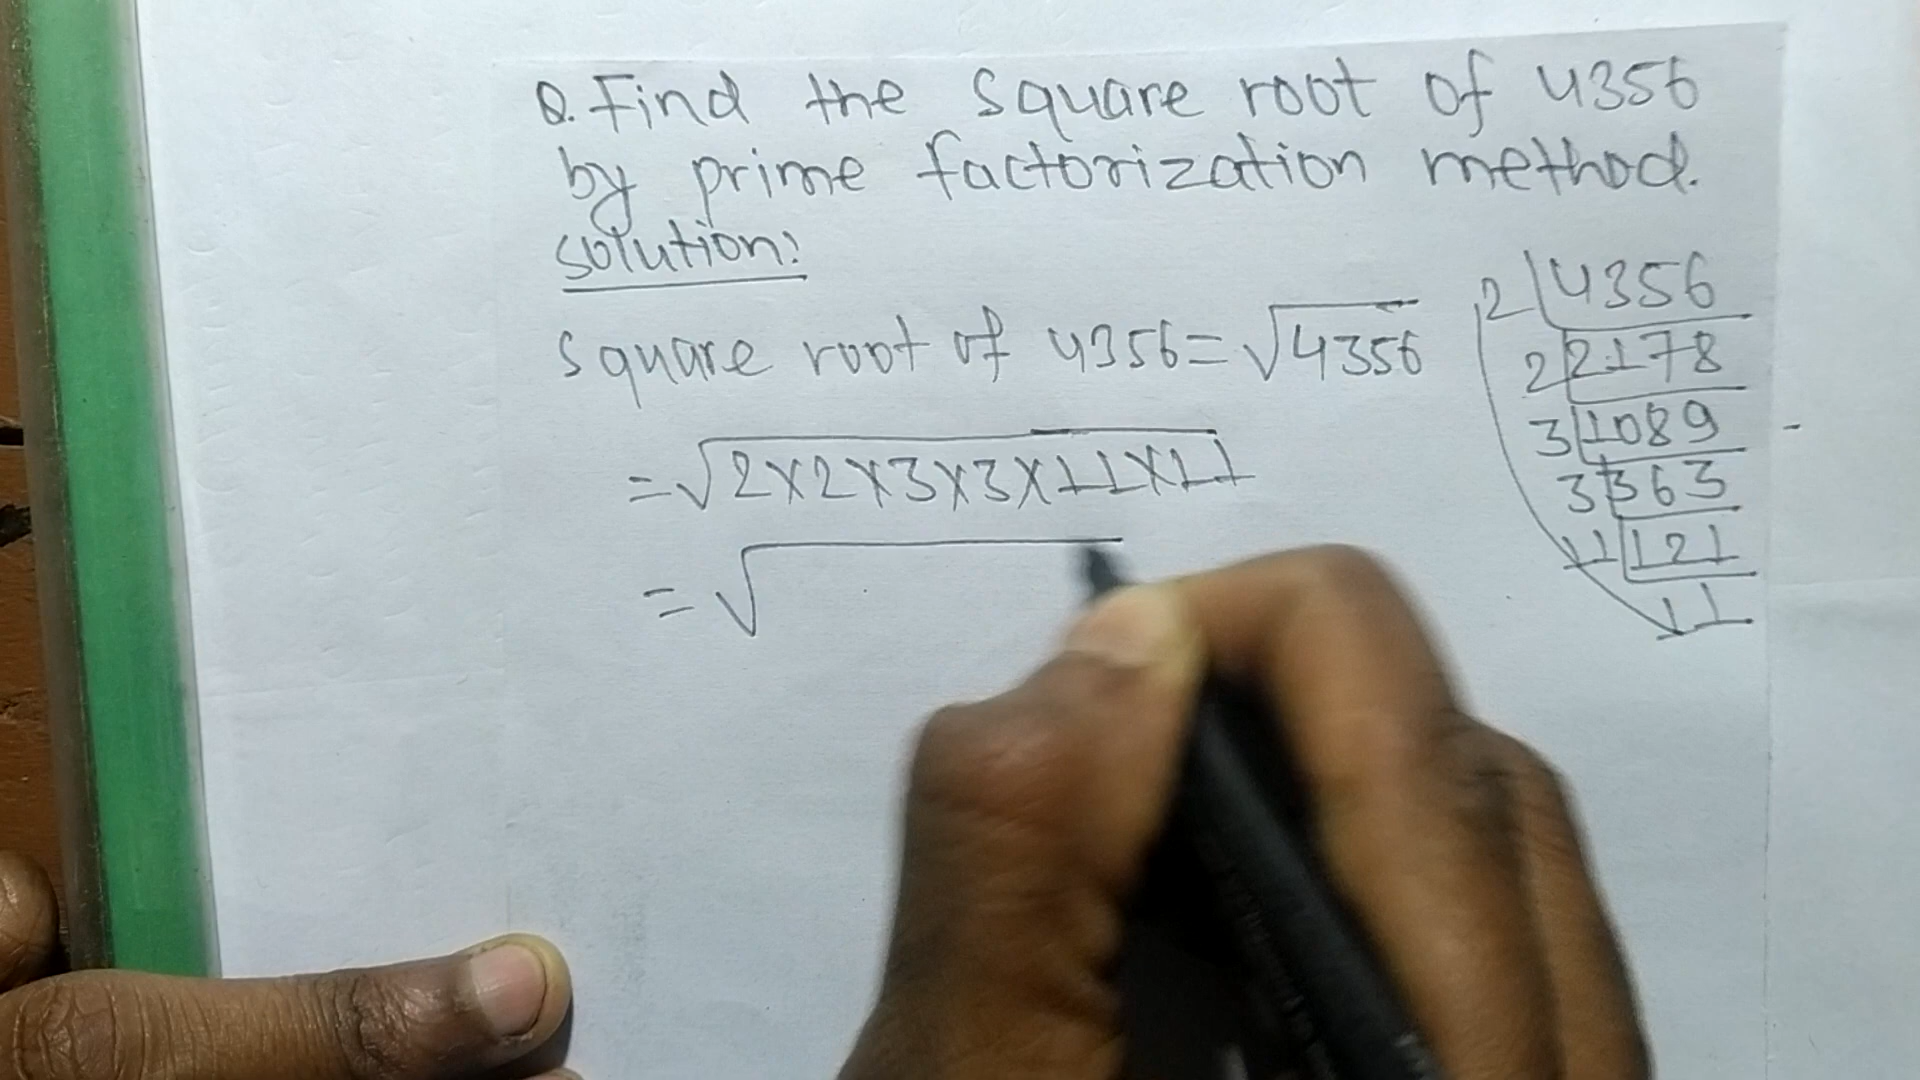 Q. Find the square root of 4356
by prime factorization method.
solution:
square root of 4356 = √4356
= √2×2×3×3×11×11
= √
2 4356
2 2178
3 1089
3 363
11 121
11